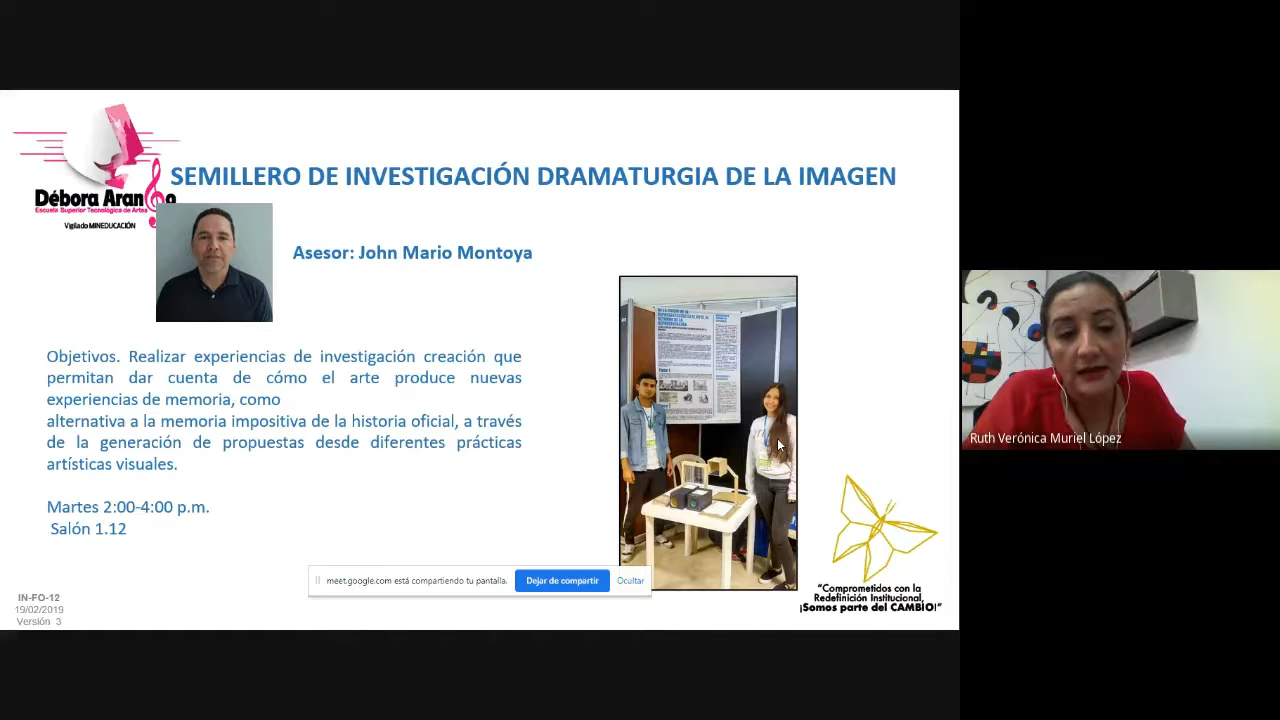 Débora Arango
Escuela Superior Tecnológica de Artes
Vigilado MINEDUCACIÓN
SEMILLERO DE INVESTIGACIÓN DRAMATURGIA DE LA IMAGEN
Asesor: John Mario Montoya
Objetivos. Realizar experiencias de investigación creación que
permitan dar cuenta de cómo el arte produce nuevas
experiencias de memoria, como
alternativa a la memoria impositiva de la historia oficial, a través
de la generación de propuestas desde diferentes prácticas
artísticas visuales.
Martes 2:00-4:00 p.m.
Salón 1.12
meet.google.com está compartiendo tu pantalla.
Dejar de compartir
Ocultar
IN-FO-12
19/02/2019
Versión 3
"Comprometidos con la
Redefinición Institucional,
¡Somos parte del CAMBIO!"
Ruth Verónica Muriel López